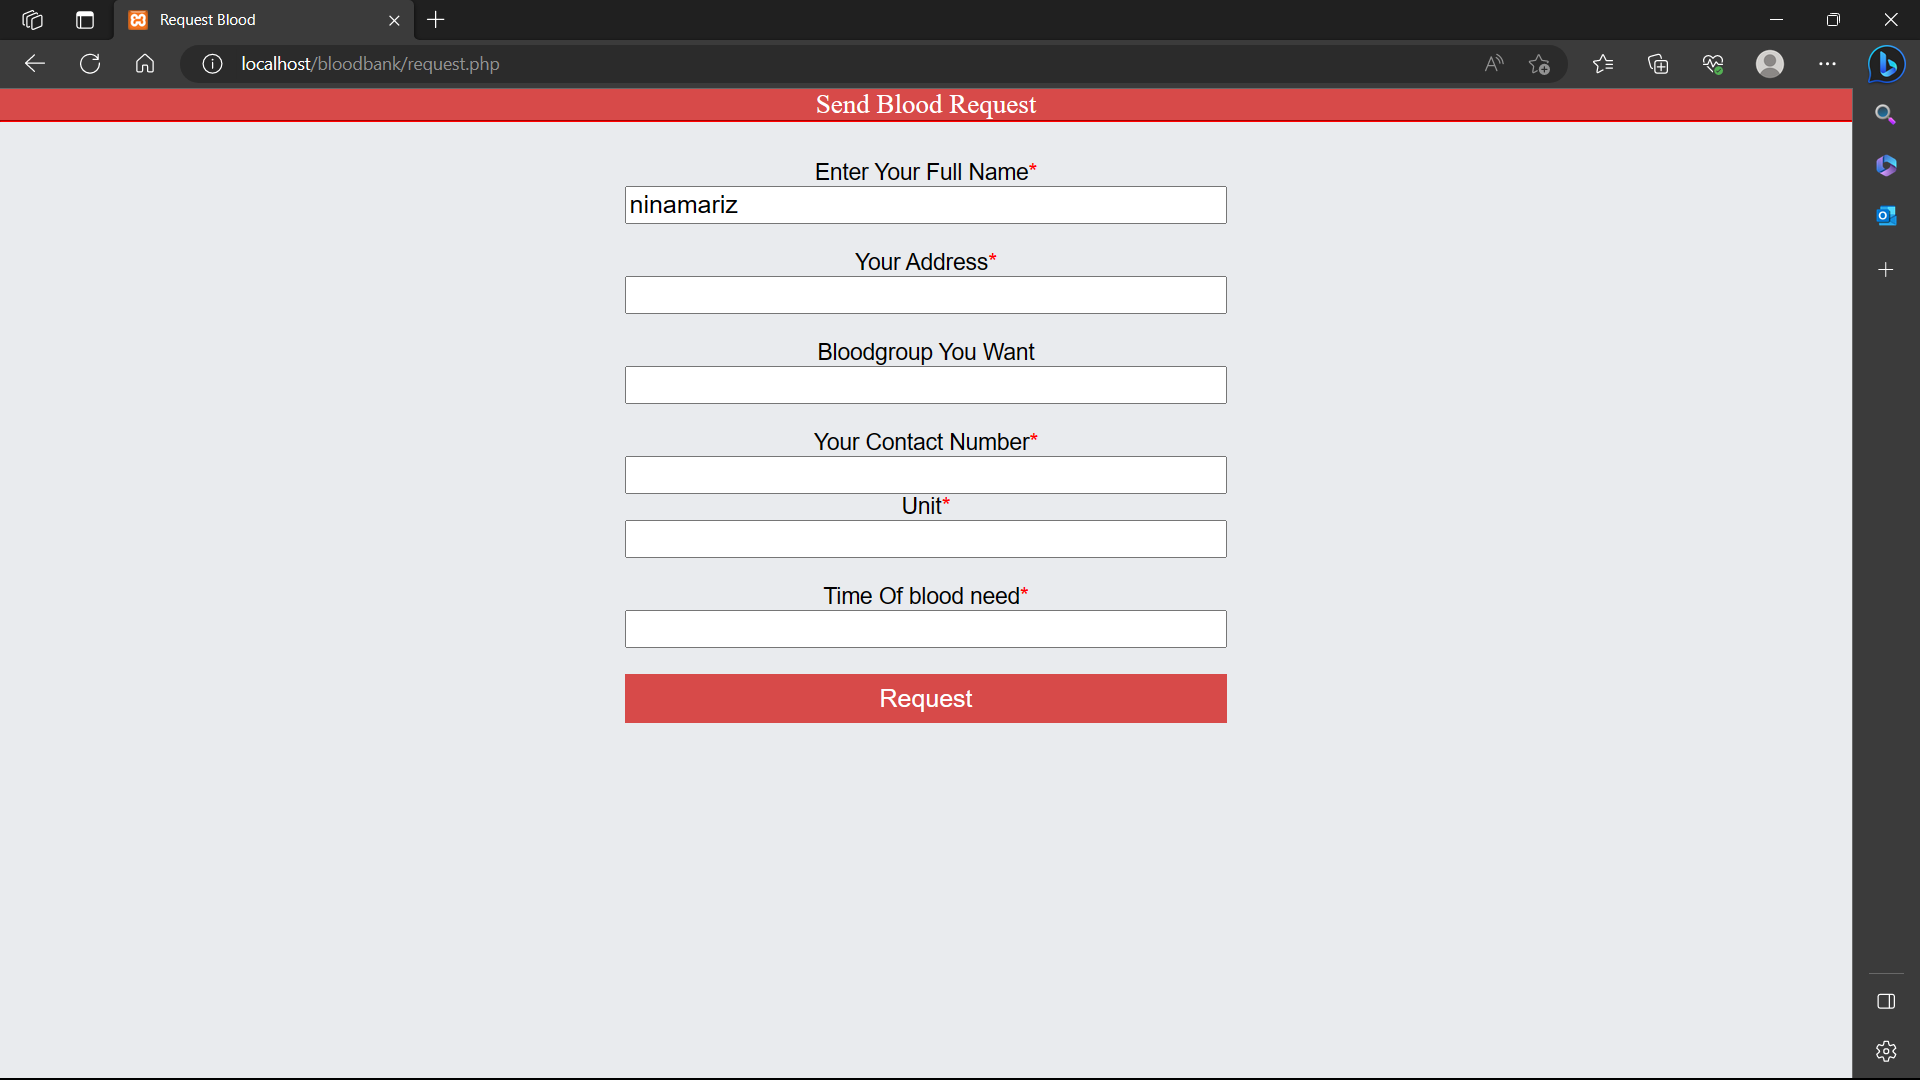 Request Blood
localhost/bloodbank/request.php
Send Blood Request
Enter Your Full Name*
ninamariz
Your Address*
Bloodgroup You Want
Your Contact Number*
Unit*
Time Of blood need*
Request